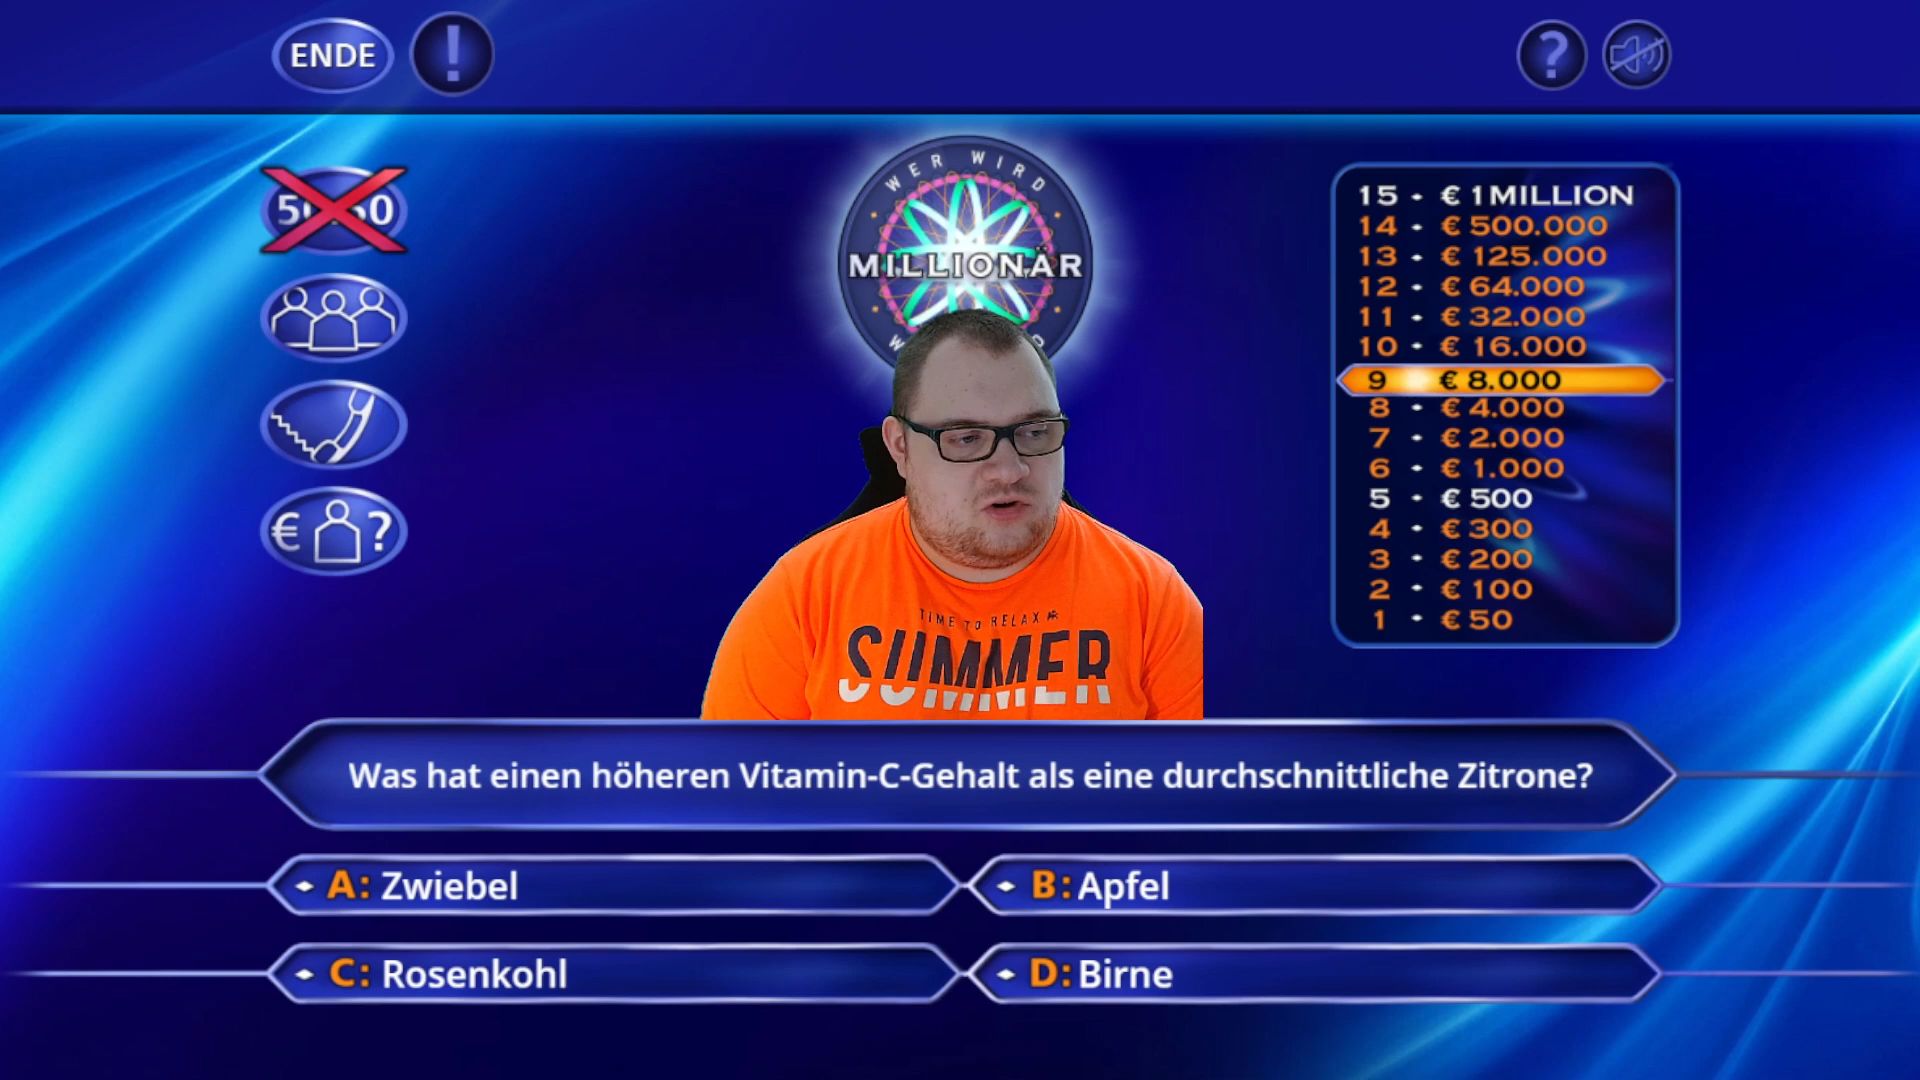 ENDE
!
?
WER WIRD
MILLIONÄR
15 · € 1 MILLION
14 · € 500.000
13 · € 125.000
12 · € 64.000
11 · € 32.000
10 · € 16.000
9 € 8.000
8 · € 4.000
7 · € 2.000
6 · € 1.000
5 · € 500
4 · € 300
3 · € 200
2 · € 100
1 · € 50
€ ?
TIME TO RELAX
SUMMER
Was hat einen höheren Vitamin-C-Gehalt als eine durchschnittliche Zitrone?
A: Zwiebel
B: Apfel
C: Rosenkohl
D: Birne